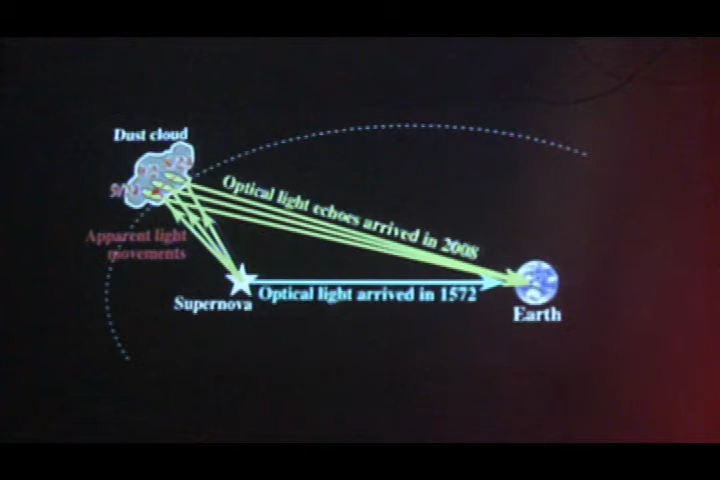 Dust cloud
Optical light echoes arrived in 2008
Apparent light
movements
Supernova
Optical light arrived in 1572
Earth